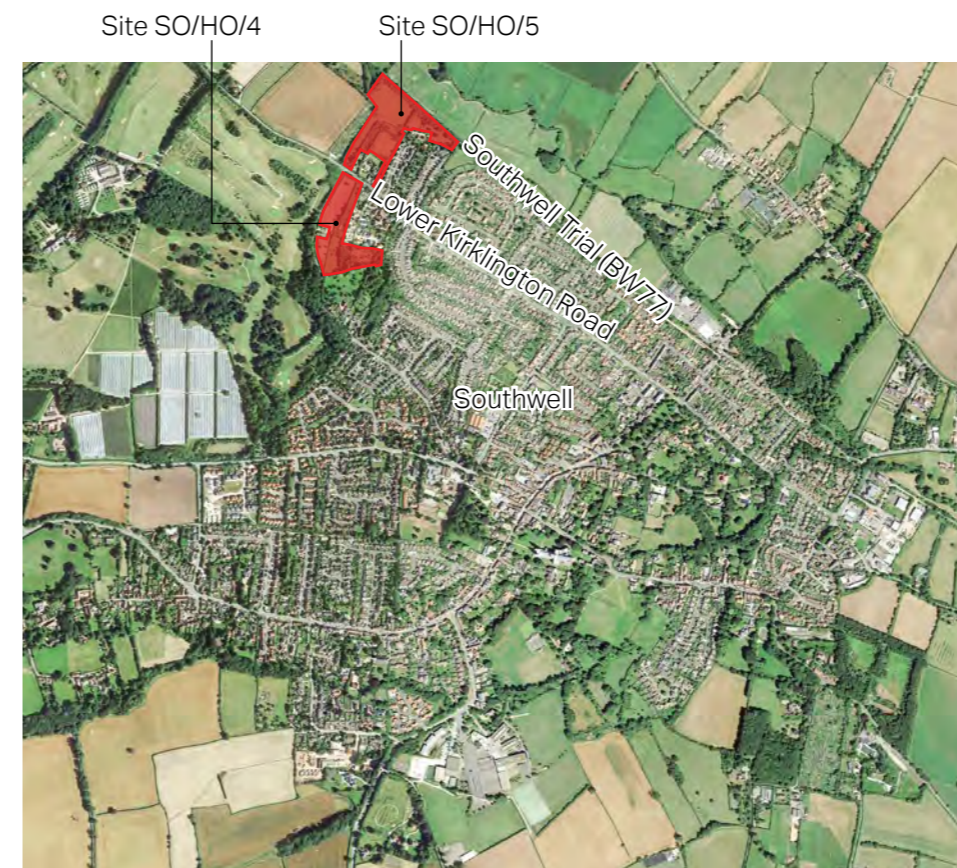 Site SO/HO/4
Site SO/HO/5
Southwell Trial (BW77)
Lower Kirklington Road
Southwell